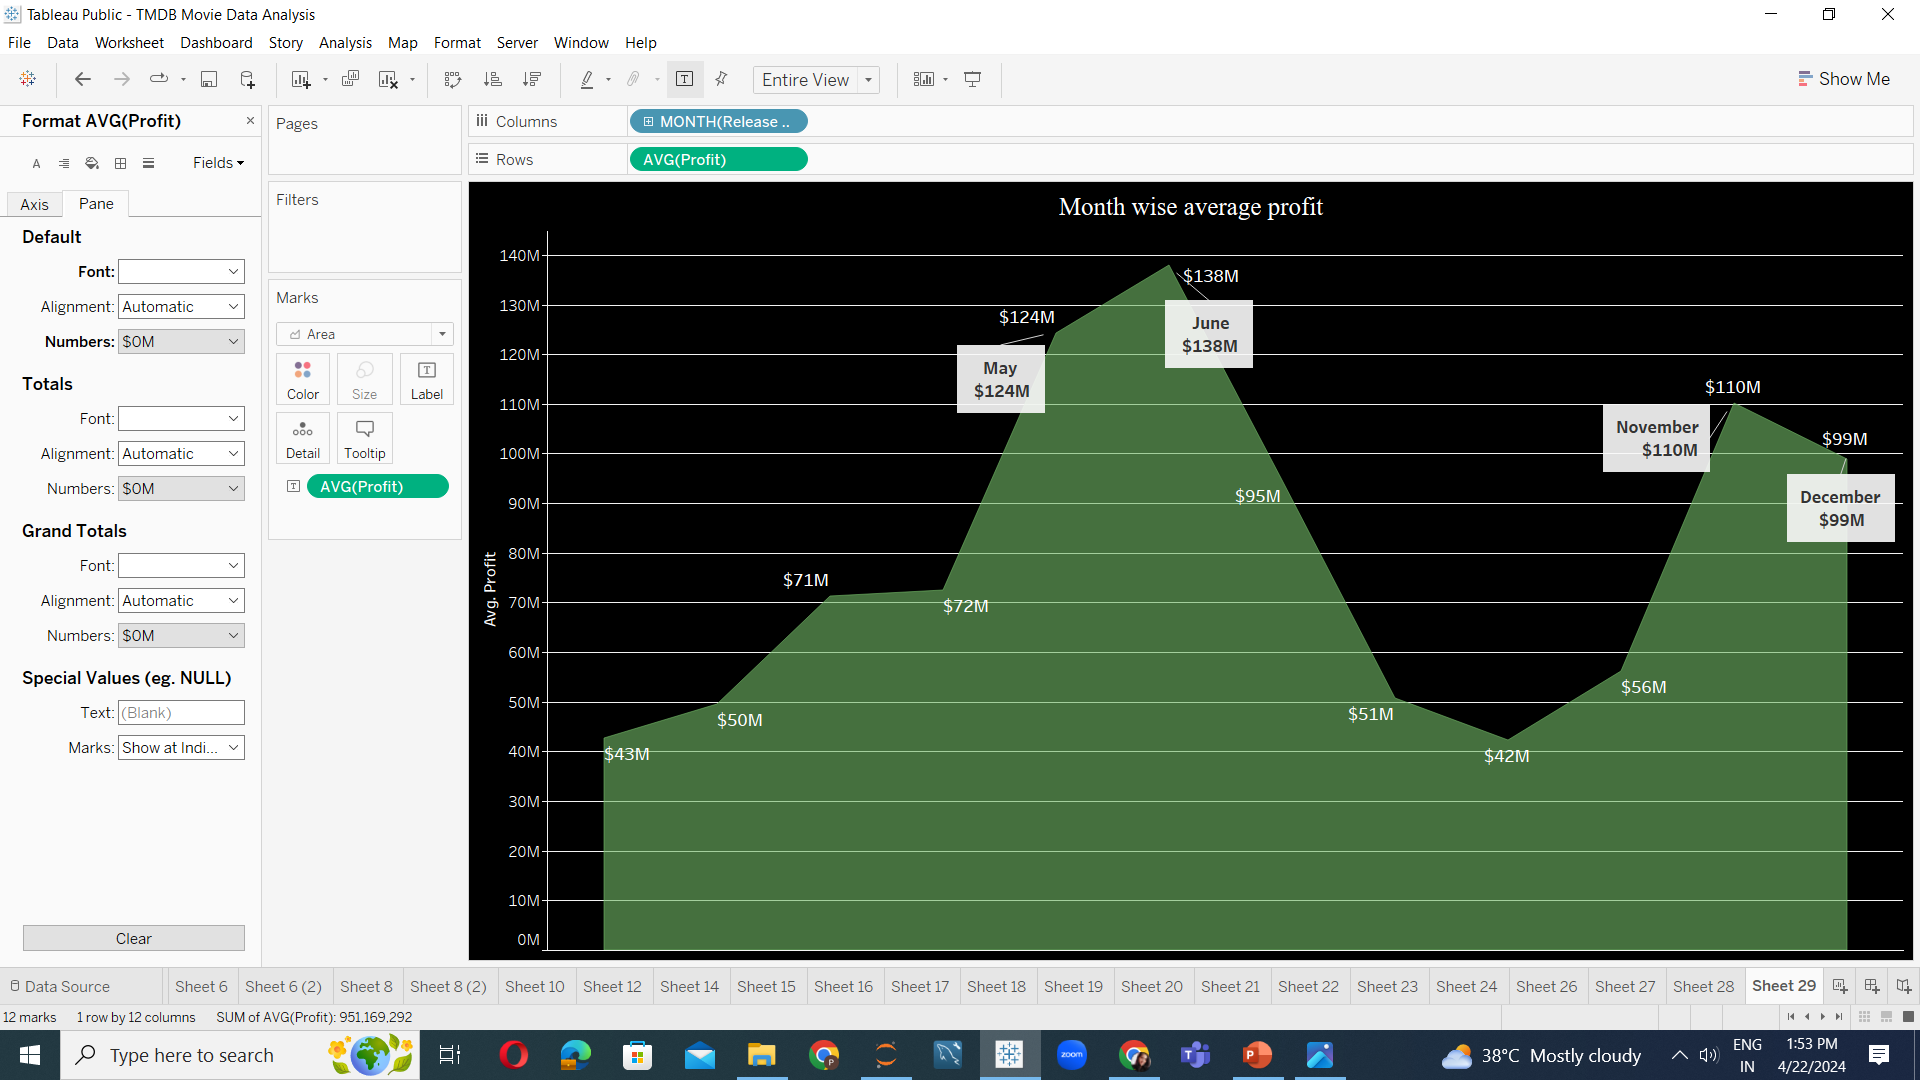 Tableau Public - TMDB Movie Data Analysis
File Data Worksheet Dashboard Story Analysis Map Format Server Window Help
Entire View
Show Me
Format AVG(Profit)
Fields
Axis Pane
Default
Font:
Alignment: Automatic
Numbers: $0M
Totals
Font:
Alignment: Automatic
Numbers: $0M
Grand Totals
Font:
Alignment: Automatic
Numbers: $0M
Special Values (eg. NULL)
Text: (Blank)
Marks: Show at Indi...
Clear
Pages
Filters
Marks
Area
Color Size Label
Detail Tooltip
AVG(Profit)
Columns MONTH(Release ..
Rows AVG(Profit)
Month wise average profit
Avg. Profit
140M
130M
120M
110M
100M
90M
80M
70M
60M
50M
40M
30M
20M
10M
0M
$43M
$50M
$71M
$72M
$124M
May
$124M
$138M
June
$138M
$95M
$51M
$42M
$56M
$110M
November
$110M
$99M
December
$99M
Data Source Sheet 6 Sheet 6 (2) Sheet 8 Sheet 8 (2) Sheet 10 Sheet 12 Sheet 14 Sheet 15 Sheet 16 Sheet 17 Sheet 18 Sheet 19 Sheet 20 Sheet 21 Sheet 22 Sheet 23 Sheet 24 Sheet 26 Sheet 27 Sheet 28 Sheet 29
12 marks 1 row by 12 columns SUM of AVG(Profit): 951,169,292
Type here to search
zoom
38°C Mostly cloudy
ENG
IN
1:53 PM
4/22/2024